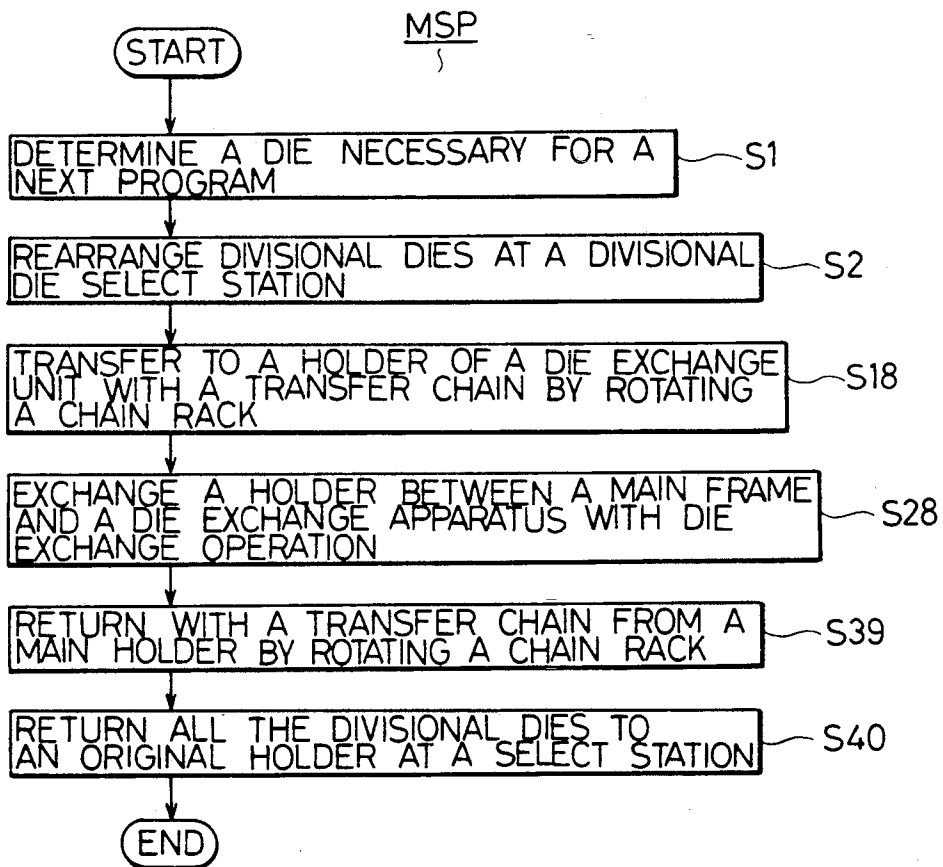 MSP
START
DETERMINE A DIE NECESSARY FOR A
NEXT PROGRAM
S1
REARRANGE DIVISIONAL DIES AT A DIVISIONAL
DIE SELECT STATION
S2
TRANSFER TO A HOLDER OF A DIE EXCHANGE
UNIT WITH A TRANSFER CHAIN BY ROTATING
A CHAIN RACK
S18
EXCHANGE A HOLDER BETWEEN A MAIN FRAME
AND A DIE EXCHANGE APPARATUS WITH DIE
EXCHANGE OPERATION
S28
RETURN WITH A TRANSFER CHAIN FROM A
MAIN HOLDER BY ROTATING A CHAIN RACK
S39
RETURN ALL THE DIVISIONAL DIES TO
AN ORIGINAL HOLDER AT A SELECT STATION
S40
END